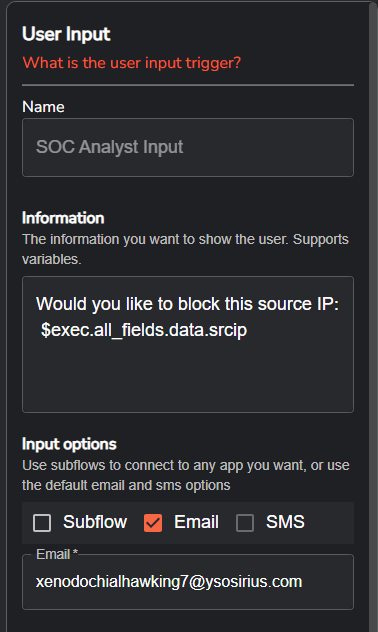 User Input
What is the user input trigger?
Name
SOC Analyst Input
Information
The information you want to show the user. Supports
variables.
Would you like to block this source IP:
$exec.all_fields.data.srcip
Input options
Use subflows to connect to any app you want, or use
the default email and sms options
Subflow Email SMS
Email *
xenodochialhawking7@ysosirius.com